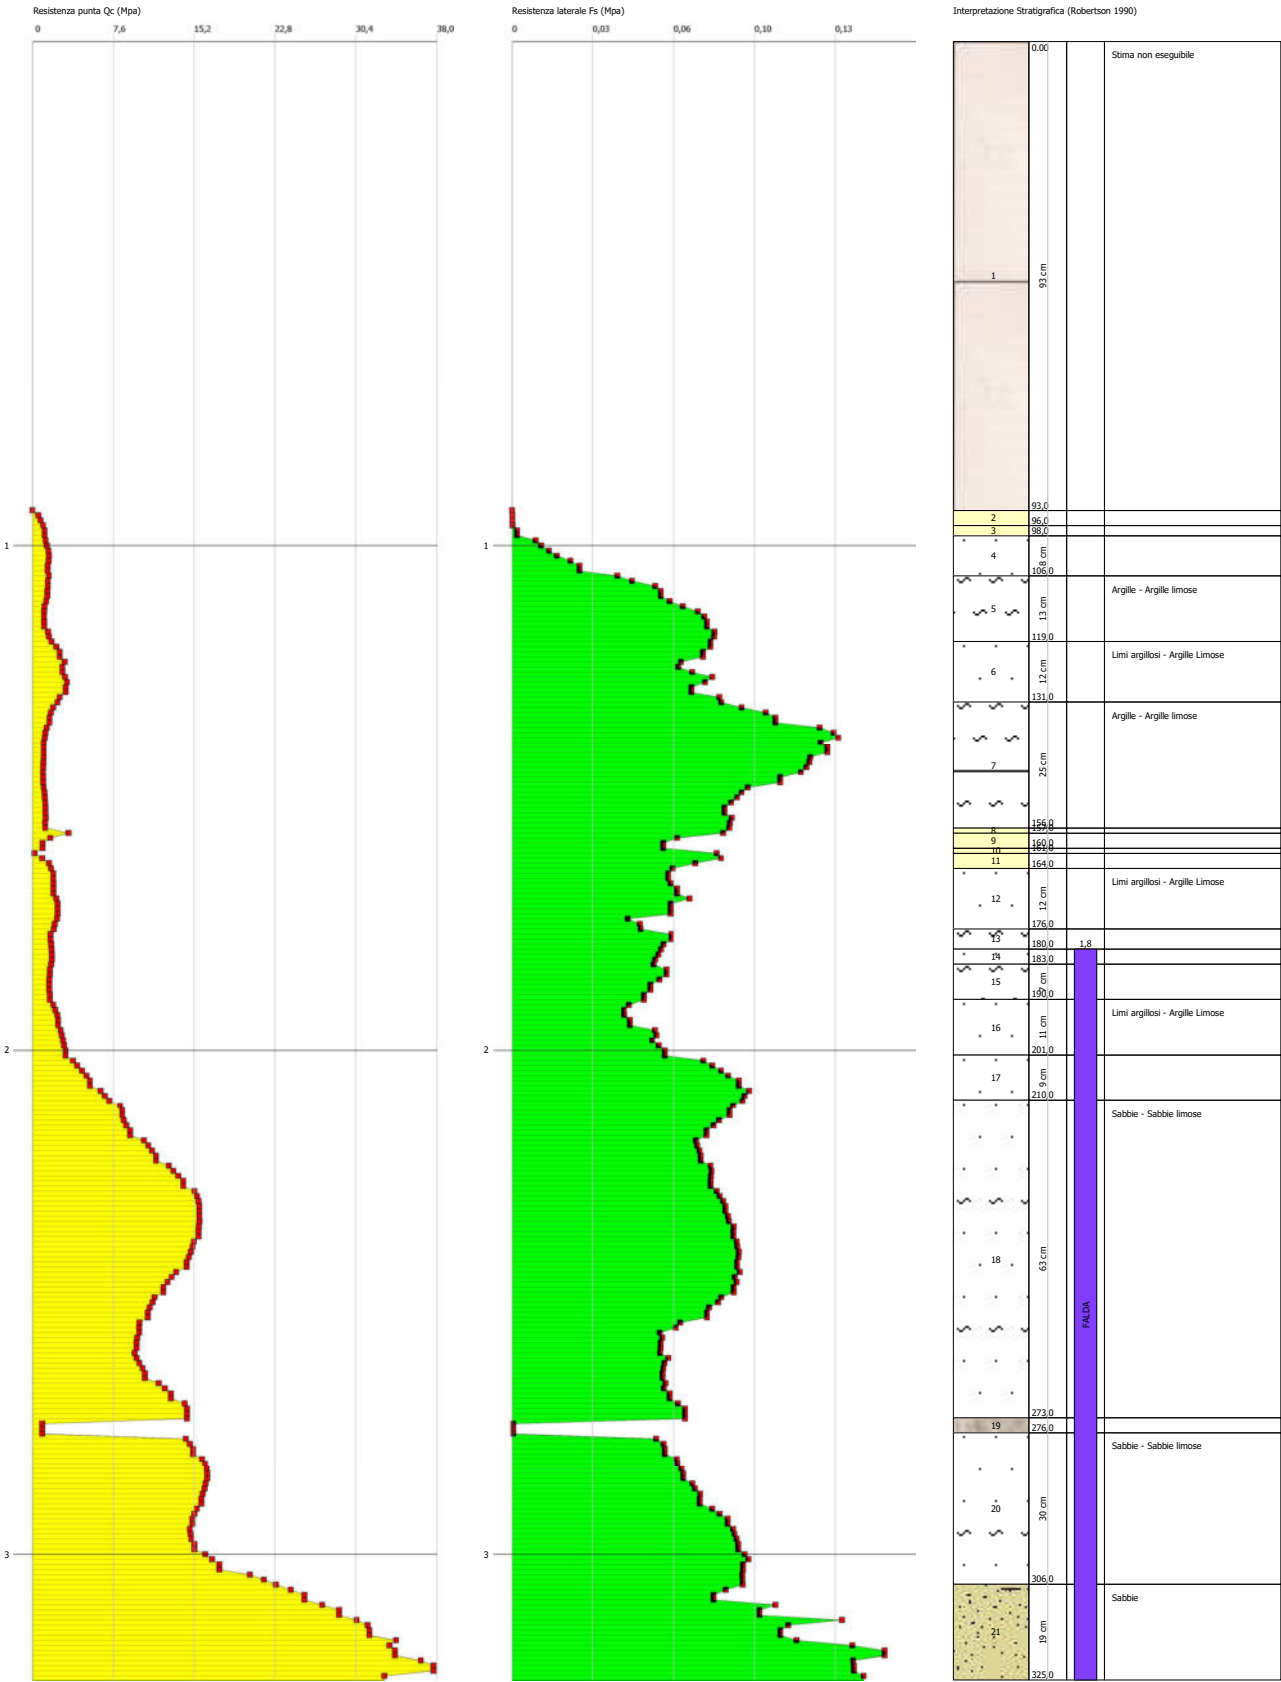 Resistenza punta Qc (Mpa)
0 7,6 15,2 22,8 30,4 38,0
1
2
3
Resistenza laterale Fs (Mpa)
0 0,03 0,06 0,10 0,13
1
2
3
Interpretazione Stratigrafica (Robertson 1990)
0.00
Stima non eseguibile
1
93 cm
93,0
2
96,0
3
98,0
4
8 cm
106,0
Argille - Argille limose
5
13 cm
119,0
Limi argillosi - Argille Limose
6
12 cm
131,0
Argille - Argille limose
7
25 cm
156,0
157,0
8
9
160,0
161,0
10
11
164,0
Limi argillosi - Argille Limose
12
12 cm
176,0
13
180,0
1,8
14
183,0
15
7 cm
190,0
Limi argillosi - Argille Limose
16
11 cm
201,0
17
9 cm
210,0
Sabbie - Sabbie limose
18
63 cm
FALDA
273,0
19
276,0
Sabbie - Sabbie limose
20
30 cm
306,0
Sabbie
21
19 cm
325,0